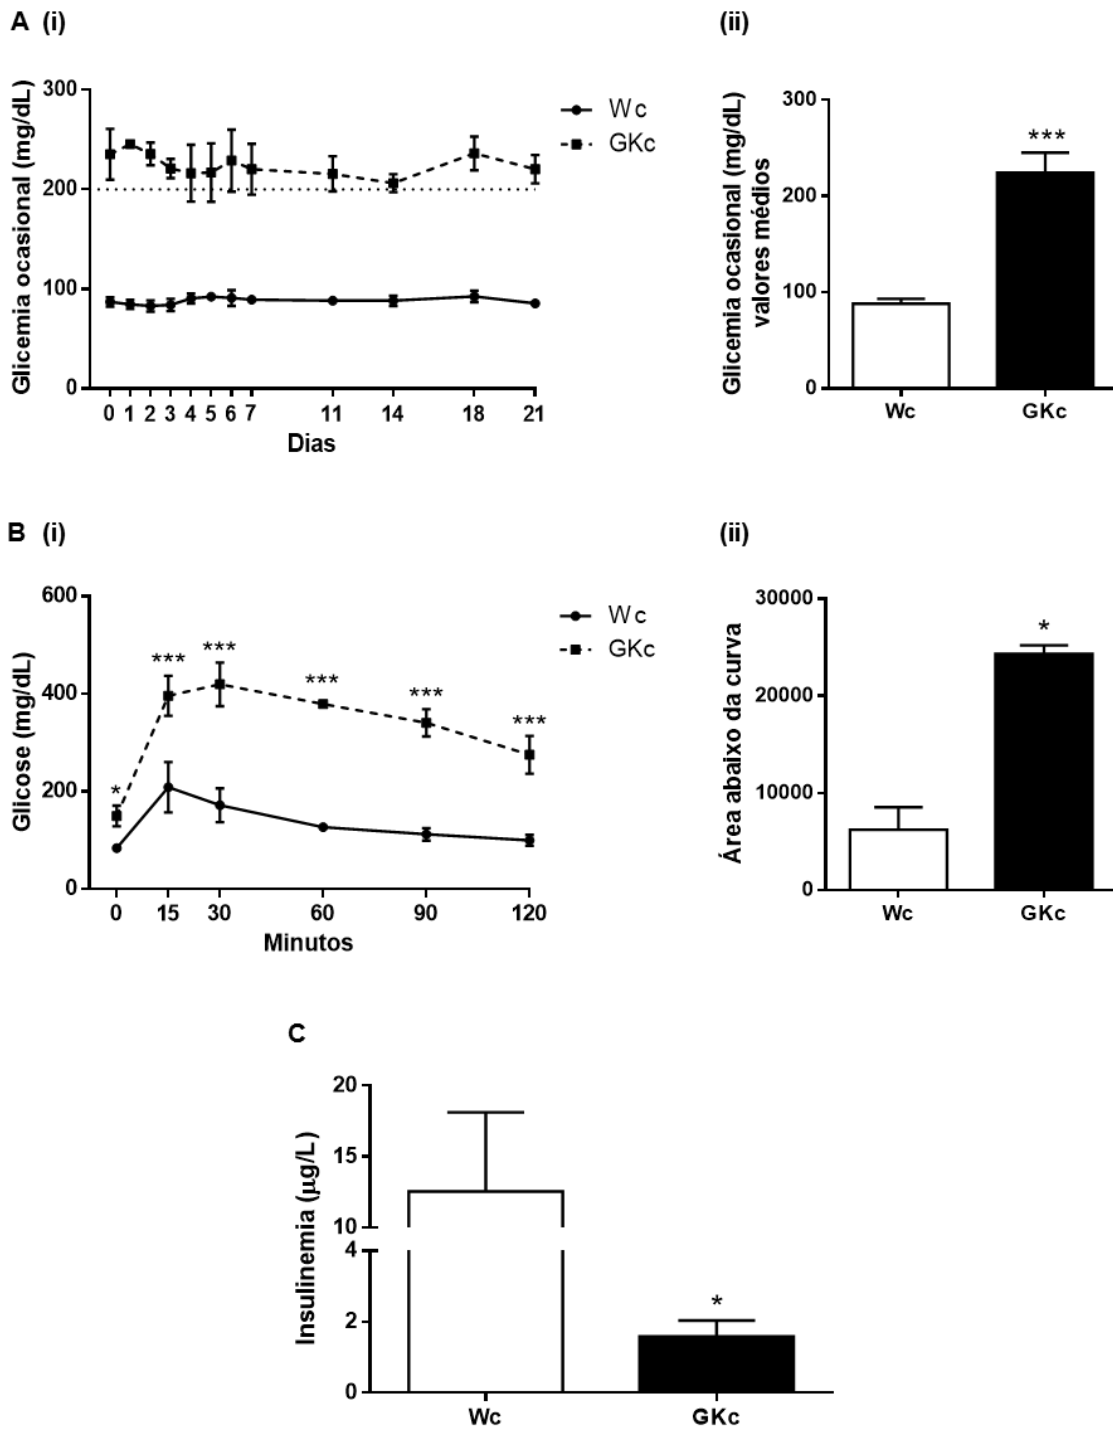 A (i)
Glicemia ocasional (mg/dL)
300
200
100
0
0 1 2 3 4 5 6 7 11 14 18 21
Dias
Wc
GKc
(ii)
Glicemia ocasional (mg/dL)
valores médios
300
200
100
0
***
Wc GKc
B (i)
Glicose (mg/dL)
600
400
200
0
* *** *** *** *** ***
0 15 30 60 90 120
Minutos
Wc
GKc
(ii)
Área abaixo da curva
30000
20000
10000
0
*
Wc GKc
C
Insulinemia (µg/L)
20
15
10
4
2
0
*
Wc GKc